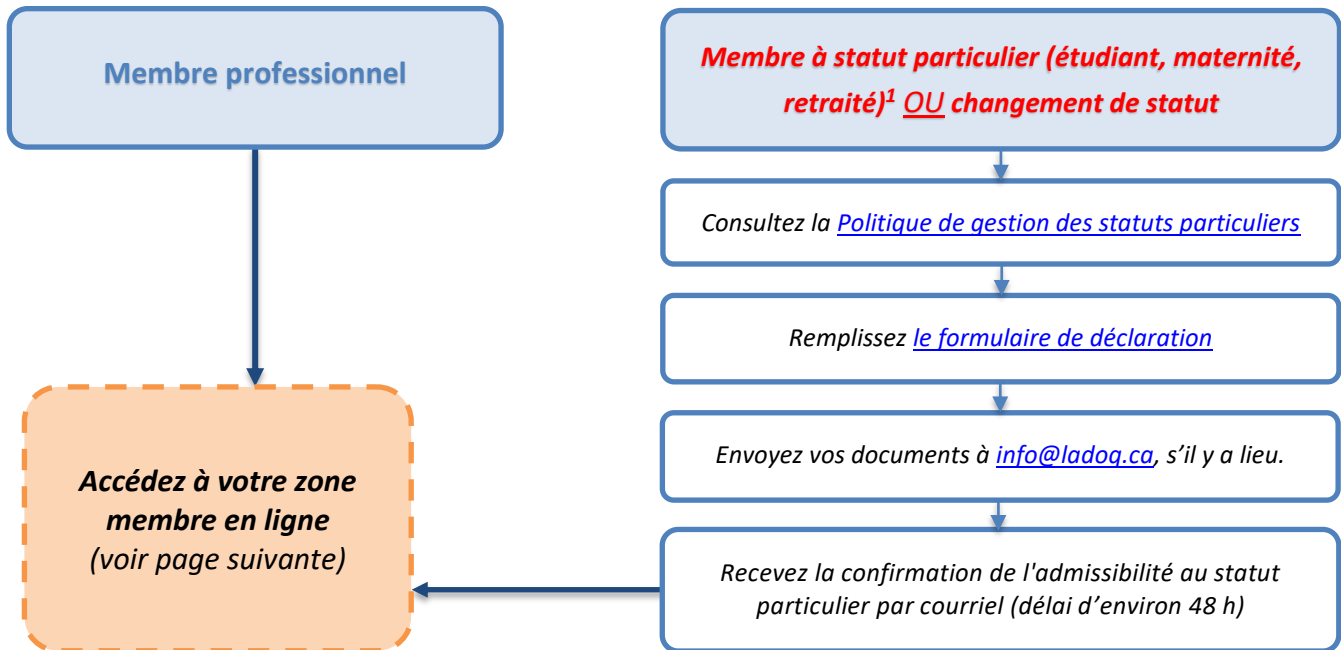 Membre professionnel
Membre à statut particulier (étudiant, maternité,
retraité)¹ OU changement de statut
Consultez la Politique de gestion des statuts particuliers
Remplissez le formulaire de déclaration
Envoyez vos documents à info@ladoq.ca, s’il y a lieu.
Recevez la confirmation de l'admissibilité au statut
particulier par courriel (délai d’environ 48 h)
Accédez à votre zone
membre en ligne
(voir page suivante)